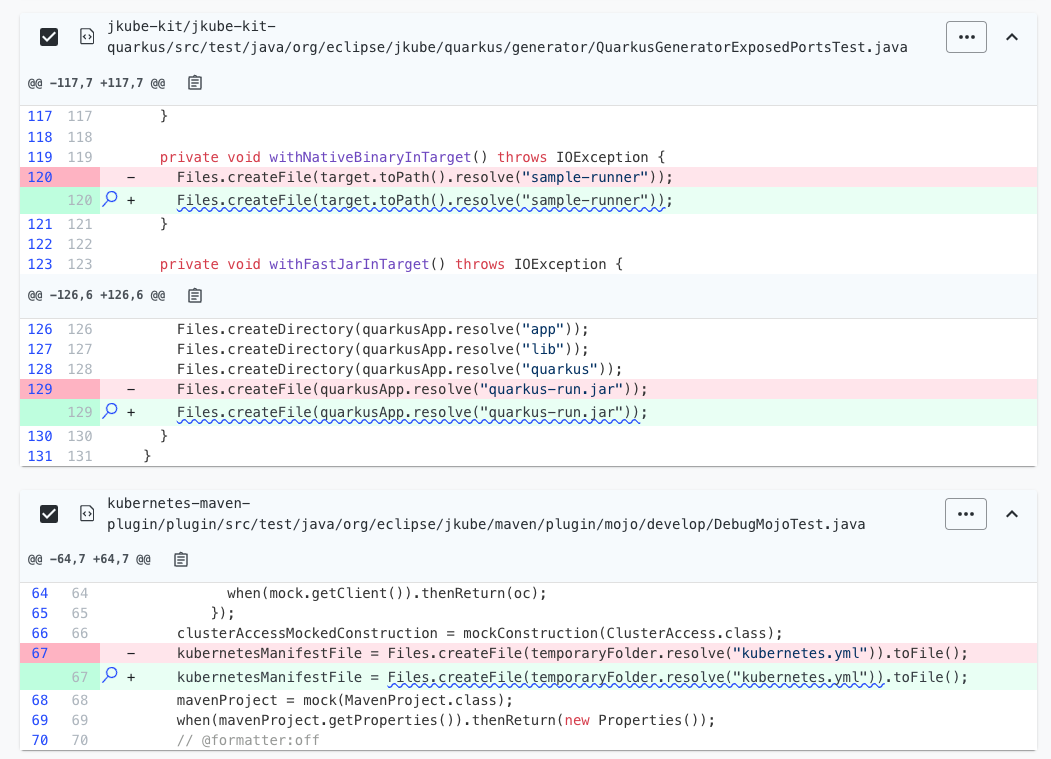 jkube-kit/jkube-kit-
quarkus/src/test/java/org/eclipse/jkube/quarkus/generator/QuarkusGeneratorExposedPortsTest.java
@@ -117,7 +117,7 @@
117 117 }
118 118
119 119 private void withNativeBinaryInTarget() throws IOException {
120 - Files.createFile(target.toPath().resolve("sample-runner"));
120 + Files.createFile(target.toPath().resolve("sample-runner"));
121 121 }
122 122
123 123 private void withFastJarInTarget() throws IOException {
@@ -126,6 +126,6 @@
126 126 Files.createDirectory(quarkusApp.resolve("app"));
127 127 Files.createDirectory(quarkusApp.resolve("lib"));
128 128 Files.createDirectory(quarkusApp.resolve("quarkus"));
129 - Files.createFile(quarkusApp.resolve("quarkus-run.jar"));
129 + Files.createFile(quarkusApp.resolve("quarkus-run.jar"));
130 130 }
131 131 }
kubernetes-maven-
plugin/plugin/src/test/java/org/eclipse/jkube/maven/plugin/mojo/develop/DebugMojoTest.java
@@ -64,7 +64,7 @@
64 64 when(mock.getClient()).thenReturn(oc);
65 65 });
66 66 clusterAccessMockedConstruction = mockConstruction(ClusterAccess.class);
67 - kubernetesManifestFile = Files.createFile(temporaryFolder.resolve("kubernetes.yml")).toFile();
67 + kubernetesManifestFile = Files.createFile(temporaryFolder.resolve("kubernetes.yml")).toFile();
68 68 mavenProject = mock(MavenProject.class);
69 69 when(mavenProject.getProperties()).thenReturn(new Properties());
70 70 // @formatter:off